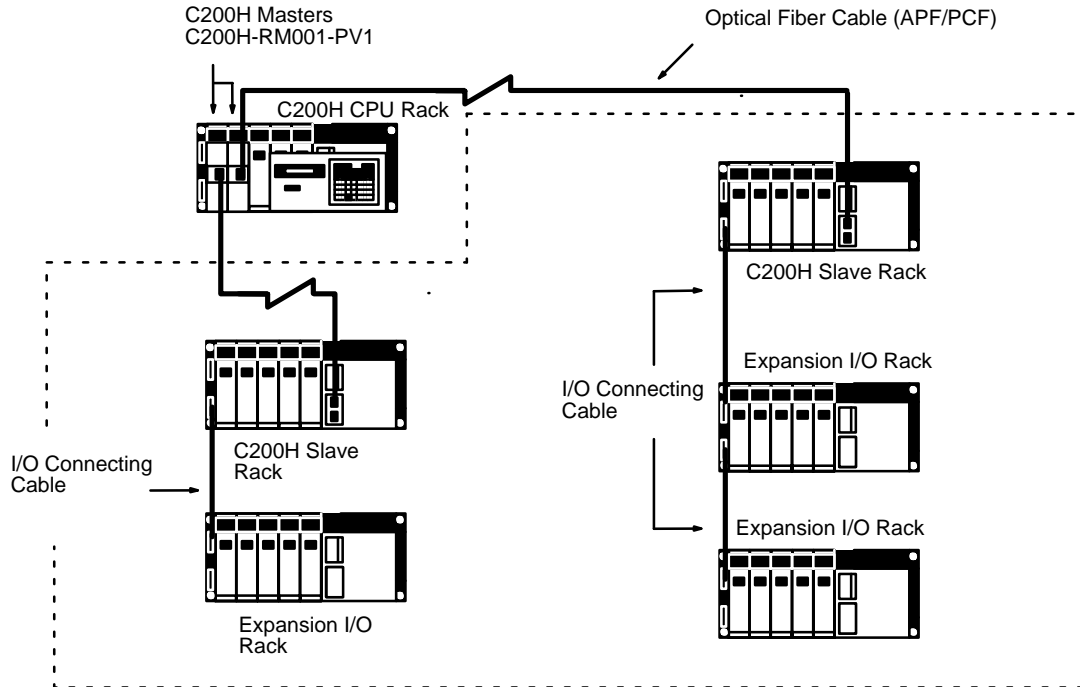 C200H Masters
C200H-RM001-PV1
Optical Fiber Cable (APF/PCF)
C200H CPU Rack
C200H Slave Rack
Expansion I/O Rack
I/O Connecting
Cable
C200H Slave
Rack
I/O Connecting
Cable
Expansion I/O Rack
Expansion I/O
Rack